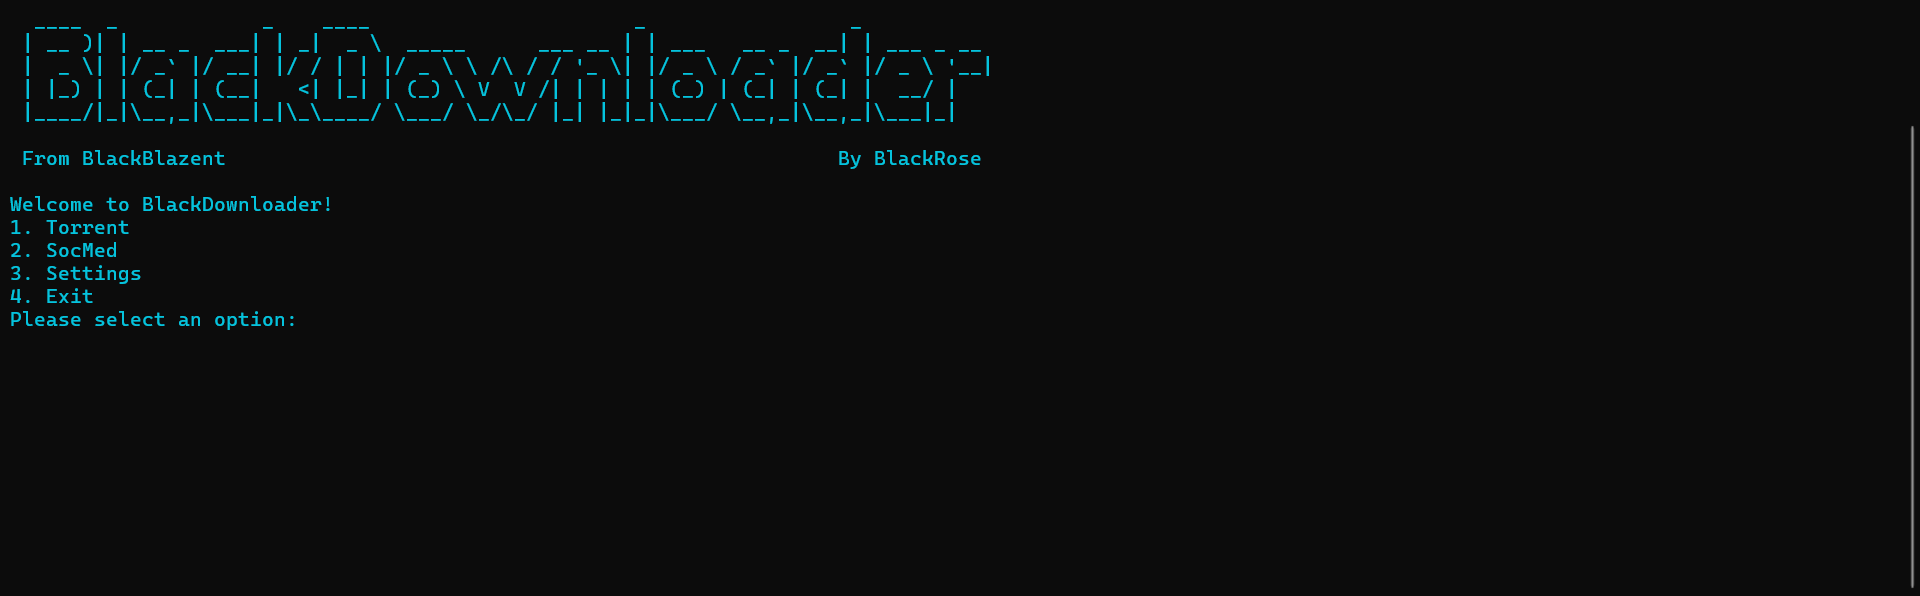 BlackDownloader
From BlackBlazent By BlackRose
Welcome to BlackDownloader!
1. Torrent
2. SocMed
3. Settings
4. Exit
Please select an option: